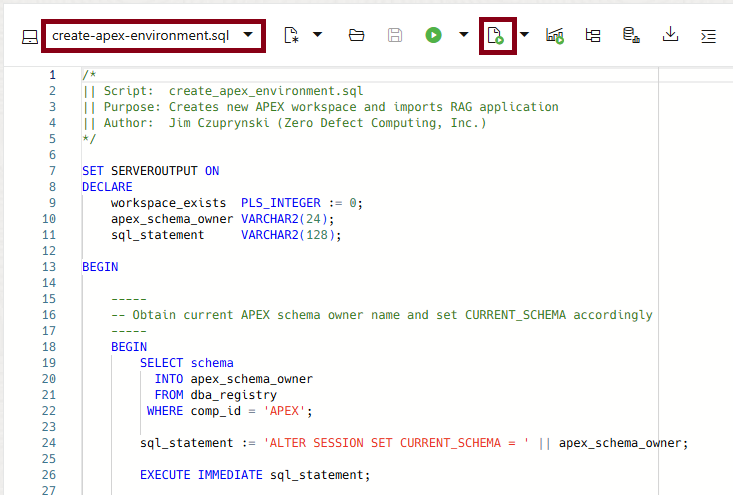 create-apex-environment.sql
1 /*
2 || Script:  create_apex_environment.sql
3 || Purpose: Creates new APEX workspace and imports RAG application
4 || Author:  Jim Czuprynski (Zero Defect Computing, Inc.)
5 */
6
7 SET SERVEROUTPUT ON
8 DECLARE
9     workspace_exists  PLS_INTEGER := 0;
10     apex_schema_owner VARCHAR2(24);
11     sql_statement     VARCHAR2(128);
12
13 BEGIN
14
15     -----
16     -- Obtain current APEX schema owner name and set CURRENT_SCHEMA accordingly
17     -----
18     BEGIN
19         SELECT schema
20           INTO apex_schema_owner
21           FROM dba_registry
22          WHERE comp_id = 'APEX';
23
24         sql_statement := 'ALTER SESSION SET CURRENT_SCHEMA = ' || apex_schema_owner;
25
26         EXECUTE IMMEDIATE sql_statement;
27